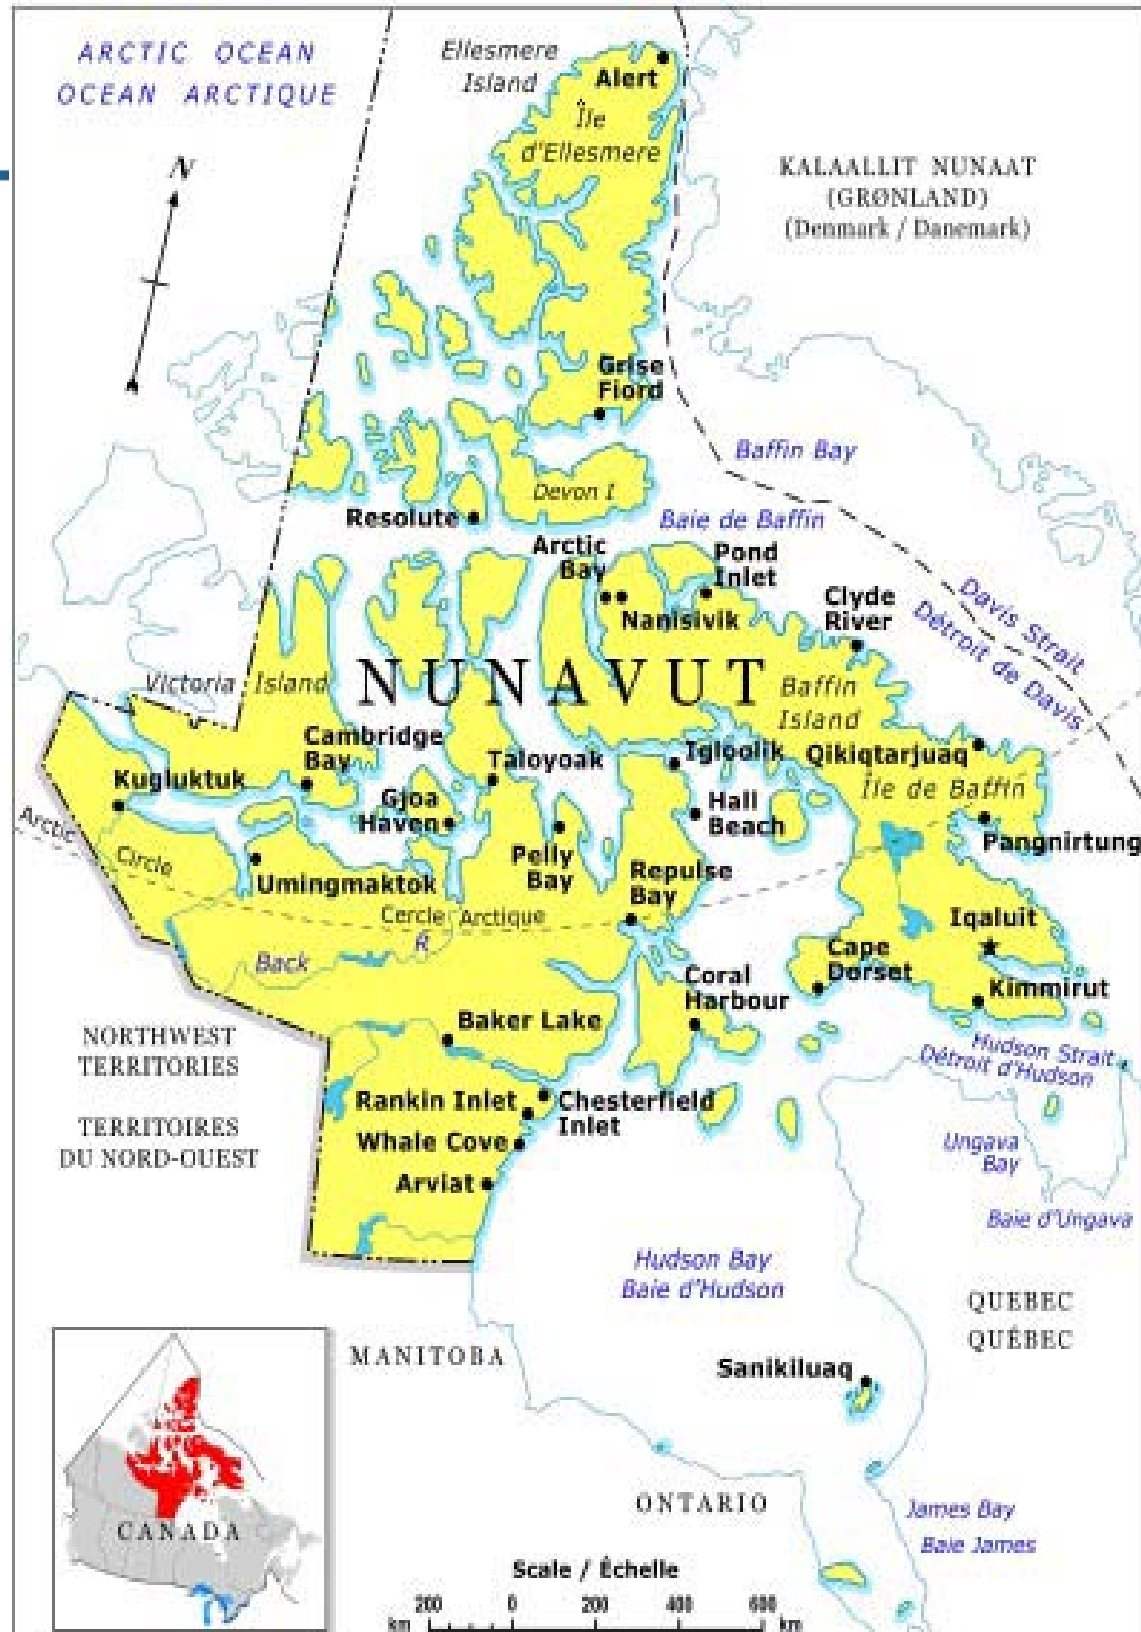 ARCTIC OCEAN
OCEAN ARCTIQUE
Ellesmere
Island
Alert
Île
d'Ellesmere
N
KALAALLIT NUNAAT
(GRØNLAND)
(Denmark / Danemark)
Grise
Fiord
Baffin Bay
Devon I
Resolute
Baie de Baffin
Arctic
Bay
Pond
Inlet
Nanisivik
Clyde
River
Davis Strait
Détroit de Davis
Victoria Island
NUNAVUT
Baffin
Island
Cambridge
Bay
Kugluktuk
Taloyoak
Igloolik
Qikiqtarjuaq
Île de Baffin
Gjoa
Haven
Hall
Beach
Arctic
Circle
Pangnirtung
Pelly
Bay
Repulse
Bay
Umingmaktok
Cercle Arctique
Iqaluit
Back
R
Cape
Dorset
Coral
Harbour
Kimmirut
NORTHWEST
TERRITORIES
Baker Lake
Hudson Strait
Détroit d'Hudson
TERRITOIRES
DU NORD-OUEST
Rankin Inlet
Chesterfield
Inlet
Whale Cove
Ungava
Bay
Arviat
Baie d'Ungava
Hudson Bay
Baie d'Hudson
QUEBEC
QUÉBEC
MANITOBA
Sanikiluaq
CANADA
ONTARIO
James Bay
Baie James
Scale / Échelle
200 0 200 400 600
km km